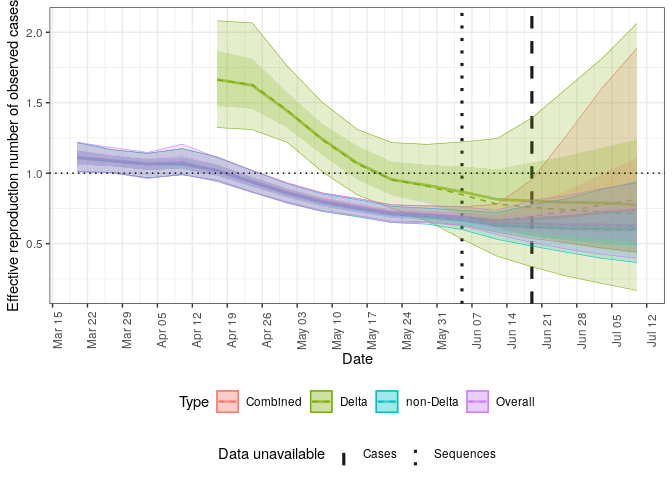 Effective reproduction number of observed cases
2.0
1.5
1.0
0.5
Mar 15
Mar 22
Mar 29
Apr 05
Apr 12
Apr 19
Apr 26
May 03
May 10
May 17
May 24
May 31
Jun 07
Jun 14
Jun 21
Jun 28
Jul 05
Jul 12
Date
Type Combined Delta non-Delta Overall
Data unavailable Cases Sequences